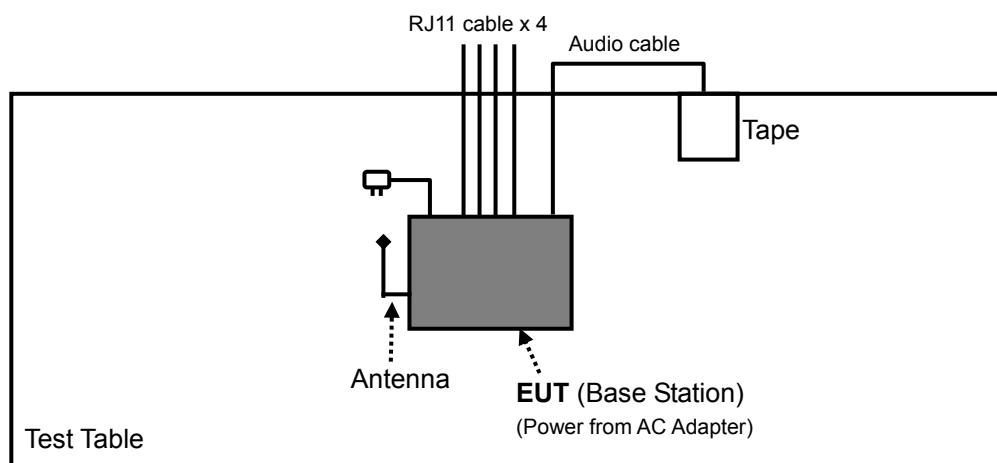 RJ11 cable x 4
Audio cable
Tape
Antenna
EUT (Base Station)
(Power from AC Adapter)
Test Table